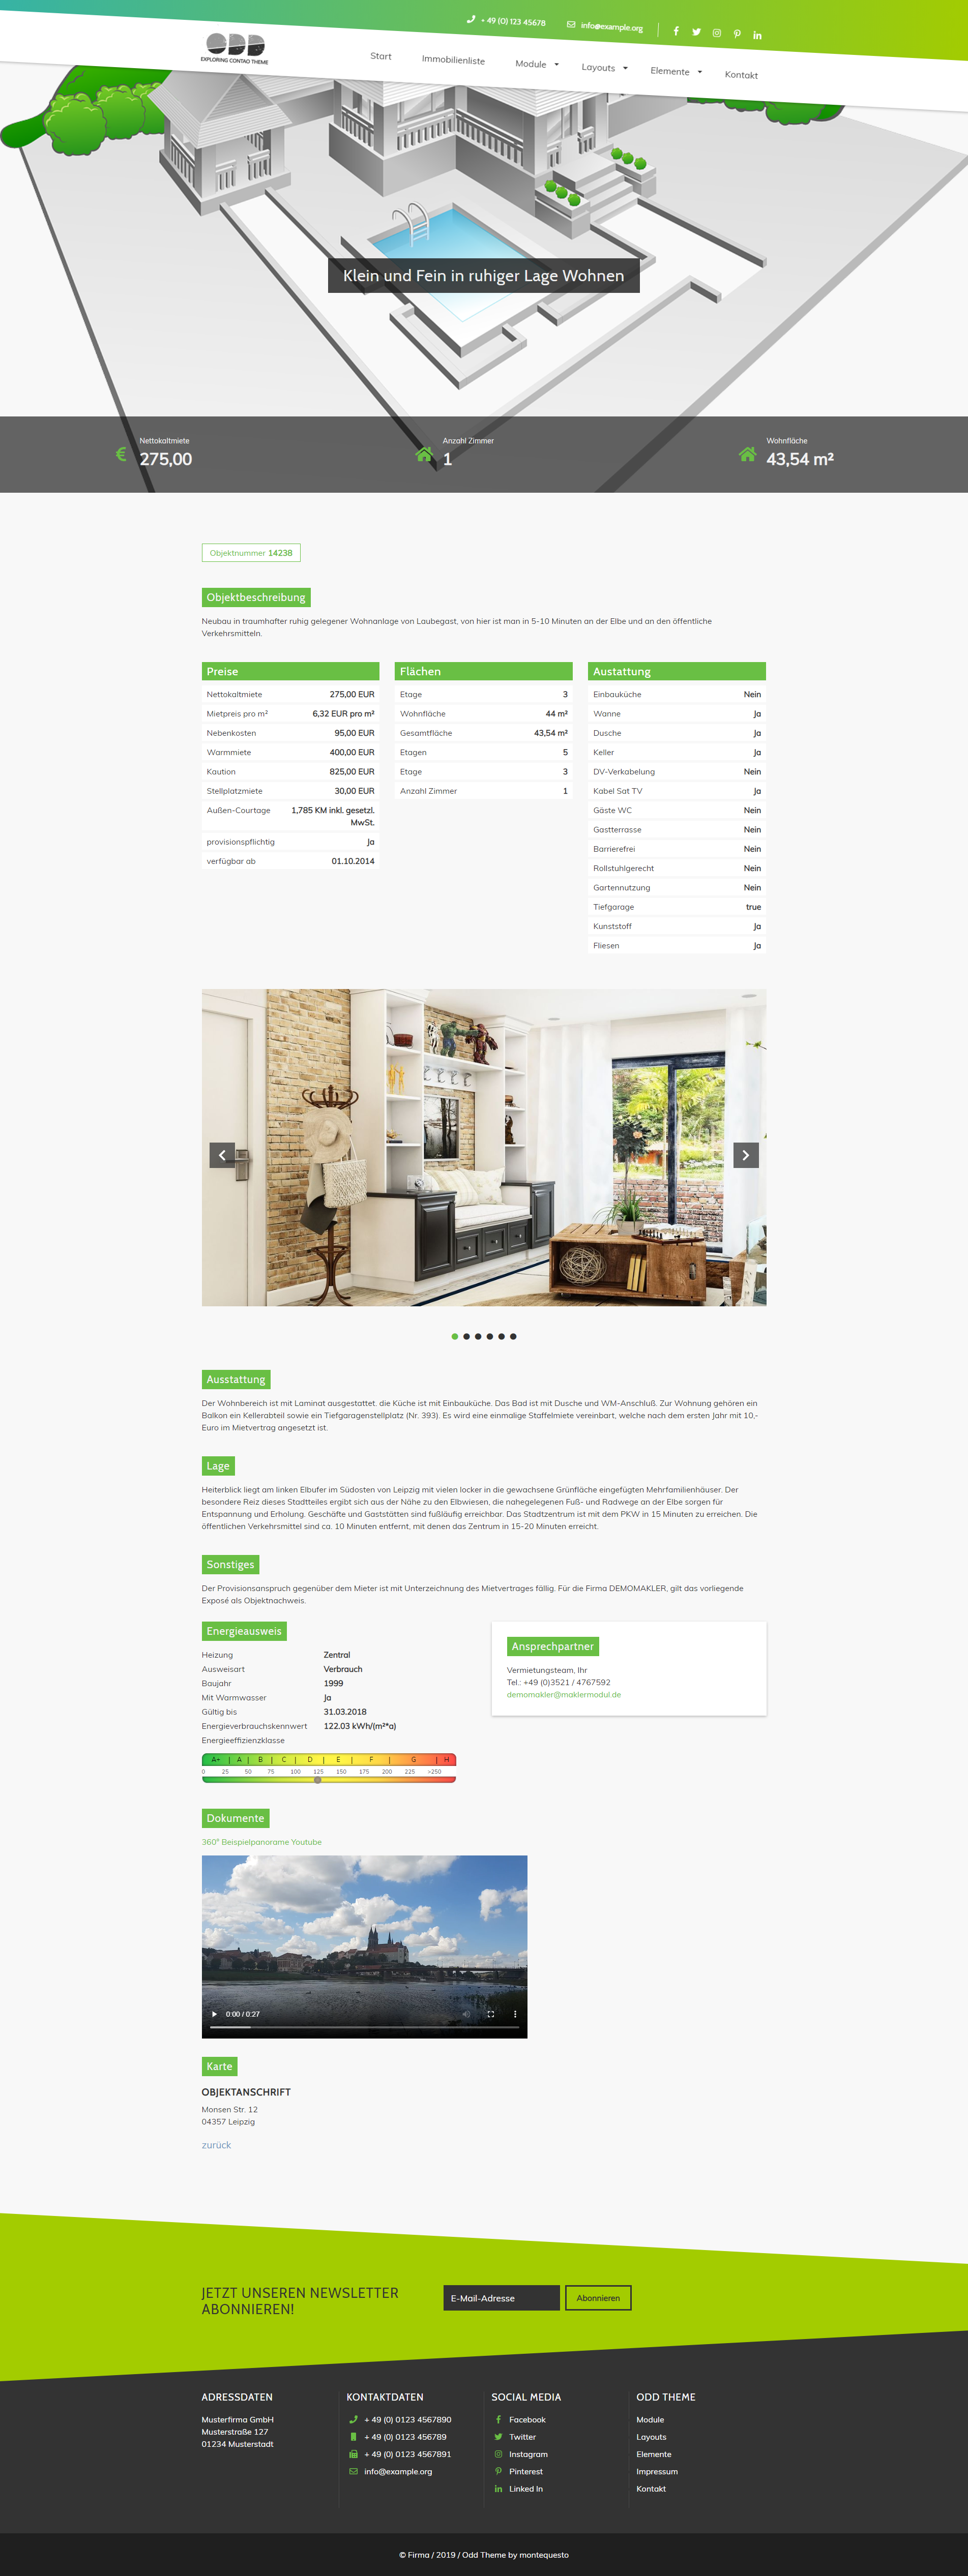 + 49 (0) 123 45678
info@example.org
ODD
EXPLORING CONTAO THEME
Start
Immobilienliste
Module
Layouts
Elemente
Kontakt
Klein und Fein in ruhiger Lage Wohnen
Nettokaltmiete
275,00
Anzahl Zimmer
1
Wohnfläche
43,54 m²
Objektnummer 14238
Objektbeschreibung
Neubau in traumhafter ruhig gelegener Wohnanlage von Laubegast, von hier ist man in 5-10 Minuten an der Elbe und an den öffentliche
Verkehrsmitteln.
Preise
Nettokaltmiete 275,00 EUR
Mietpreis pro m² 6,32 EUR pro m²
Nebenkosten 95,00 EUR
Warmmiete 400,00 EUR
Kaution 825,00 EUR
Stellplatzmiete 30,00 EUR
Außen-Courtage 1,785 KM inkl. gesetzl.
MwSt.
provisionspflichtig Ja
verfügbar ab 01.10.2014
Flächen
Etage 3
Wohnfläche 44 m²
Gesamtfläche 43,54 m²
Etagen 5
Etage 3
Anzahl Zimmer 1
Austattung
Einbauküche Nein
Wanne Ja
Dusche Ja
Keller Ja
DV-Verkabelung Nein
Kabel Sat TV Ja
Gäste WC Nein
Gastterrasse Nein
Barrierefrei Nein
Rollstuhlgerecht Nein
Gartennutzung Nein
Tiefgarage true
Kunststoff Ja
Fliesen Ja
Ausstattung
Der Wohnbereich ist mit Laminat ausgestattet. die Küche ist mit Einbauküche. Das Bad ist mit Dusche und WM-Anschluß. Zur Wohnung gehören ein
Balkon ein Kellerabteil sowie ein Tiefgaragenstellplatz (Nr. 393). Es wird eine einmalige Staffelmiete vereinbart, welche nach dem ersten Jahr mit 10,-
Euro im Mietvertrag angesetzt ist.
Lage
Heiterblick liegt am linken Elbufer im Südosten von Leipzig mit vielen locker in die gewachsene Grünfläche eingefügten Mehrfamilienhäuser. Der
besondere Reiz dieses Stadtteiles ergibt sich aus der Nähe zu den Elbwiesen, die nahegelegenen Fuß- und Radwege an der Elbe sorgen für
Entspannung und Erholung. Geschäfte und Gaststätten sind fußläufig erreichbar. Das Stadtzentrum ist mit dem PKW in 15 Minuten zu erreichen. Die
öffentlichen Verkehrsmittel sind ca. 10 Minuten entfernt, mit denen das Zentrum in 15-20 Minuten erreicht.
Sonstiges
Der Provisionsanspruch gegenüber dem Mieter ist mit Unterzeichnung des Mietvertrages fällig. Für die Firma DEMOMAKLER, gilt das vorliegende
Exposé als Objektnachweis.
Energieausweis
Heizung Zentral
Ausweisart Verbrauch
Baujahr 1999
Mit Warmwasser Ja
Gültig bis 31.03.2018
Energieverbrauchskennwert 122.03 kWh/(m²*a)
Energieeffizienzklasse
A+ A B C D E F G H
0 25 50 75 100 125 150 175 200 225 >250
Ansprechpartner
Vermietungsteam, Ihr
Tel.: +49 (0)3521 / 4767592
demomakler@maklermodul.de
Dokumente
360° Beispielpanorame Youtube
0:00 / 0:27
Karte
OBJEKTANSCHRIFT
Monsen Str. 12
04357 Leipzig
zurück
JETZT UNSEREN NEWSLETTER
ABONNIEREN!
E-Mail-Adresse
Abonnieren
ADRESSDATEN
Musterfirma GmbH
Musterstraße 127
01234 Musterstadt
KONTAKTDATEN
+ 49 (0) 0123 4567890
+ 49 (0) 0123 456789
+ 49 (0) 0123 4567891
info@example.org
SOCIAL MEDIA
Facebook
Twitter
Instagram
Pinterest
Linked In
ODD THEME
Module
Layouts
Elemente
Impressum
Kontakt
© Firma / 2019 / Odd Theme by montequesto